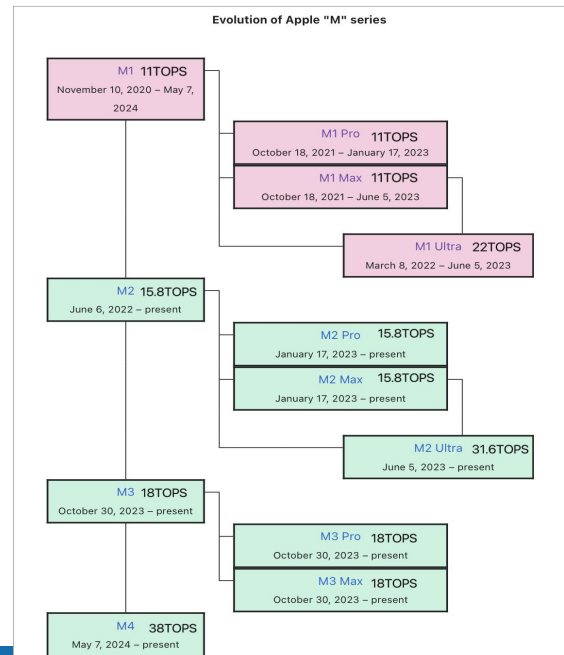 Evolution of Apple "M" series
M1 11TOPS
November 10, 2020 – May 7,
2024
M1 Pro 11TOPS
October 18, 2021 – January 17, 2023
M1 Max 11TOPS
October 18, 2021 – June 5, 2023
M1 Ultra 22TOPS
March 8, 2022 – June 5, 2023
M2 15.8TOPS
June 6, 2022 – present
M2 Pro 15.8TOPS
January 17, 2023 – present
M2 Max 15.8TOPS
January 17, 2023 – present
M2 Ultra 31.6TOPS
June 5, 2023 – present
M3 18TOPS
October 30, 2023 – present
M3 Pro 18TOPS
October 30, 2023 – present
M3 Max 18TOPS
October 30, 2023 – present
M4 38TOPS
May 7, 2024 – present